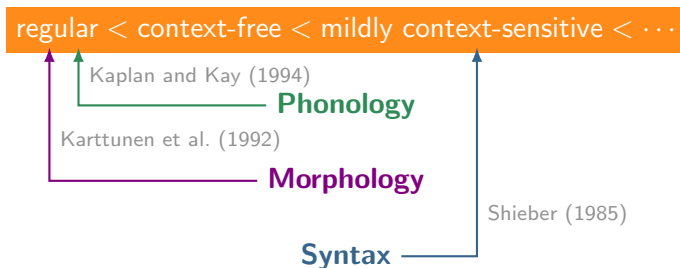 regular < context-free < mildly context-sensitive < ⋯
Kaplan and Kay (1994)
Phonology
Karttunen et al. (1992)
Morphology
Shieber (1985)
Syntax